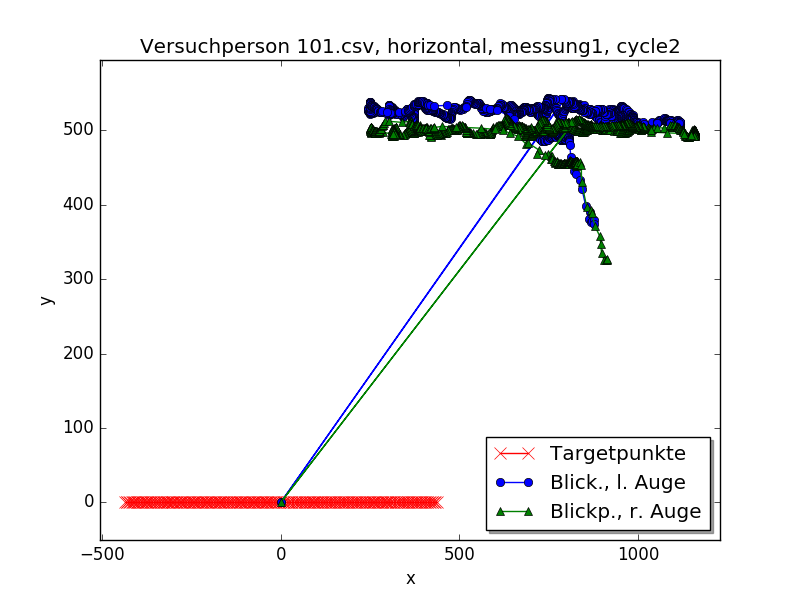 Versuchperson 101.csv, horizontal, messung1, cycle2
500
400
300
200
100
0
y
−500
0
500
1000
x
Targetpunkte
Blick., l. Auge
Blickp., r. Auge